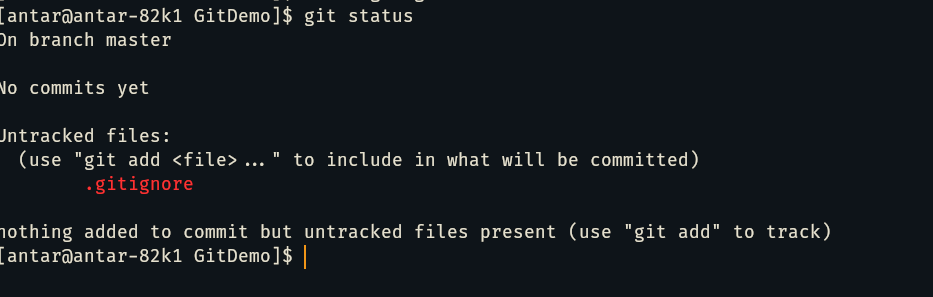 [antar@antar-82k1 GitDemo]$ git status
On branch master
No commits yet
Untracked files:
(use "git add <file>..." to include in what will be committed)
.gitignore
nothing added to commit but untracked files present (use "git add" to track)
[antar@antar-82k1 GitDemo]$